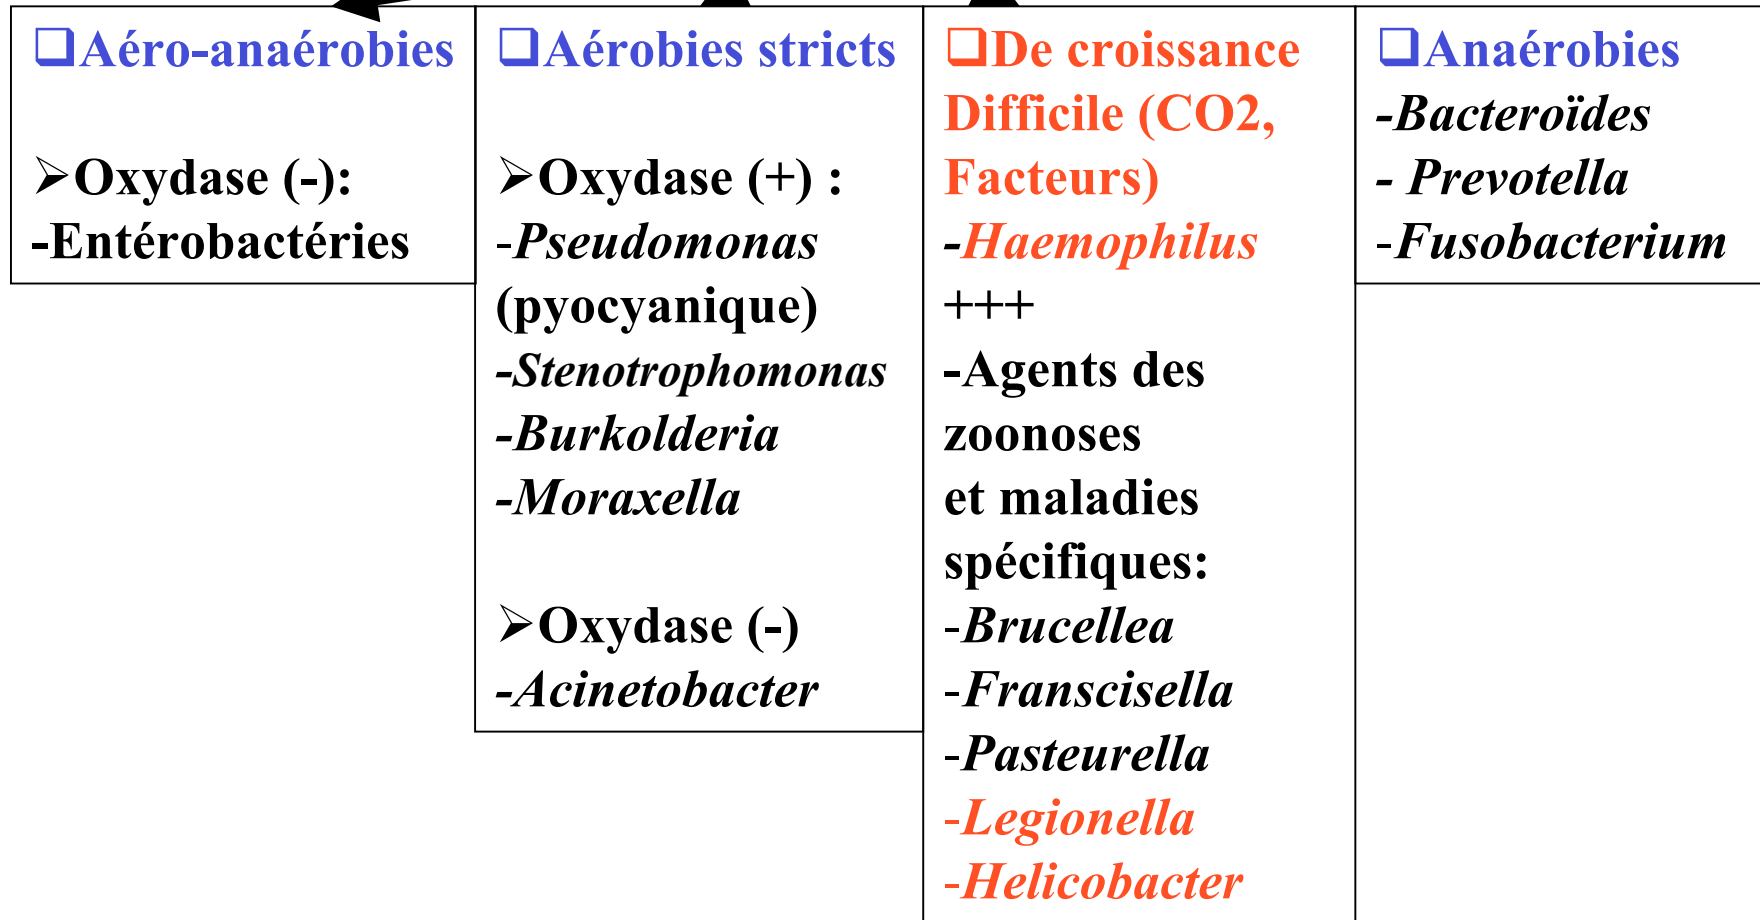 ❑Aéro-anaérobies
➢Oxydase (-):
-Entérobactéries
❑Aérobies stricts
➢Oxydase (+) :
-Pseudomonas
(pyocyanique)
-Stenotrophomonas
-Burkolderia
-Moraxella
➢Oxydase (-)
-Acinetobacter
❑De croissance
Difficile (CO2,
Facteurs)
-Haemophilus
+++
-Agents des
zoonoses
et maladies
spécifiques:
-Brucellea
-Franscisella
-Pasteurella
-Legionella
-Helicobacter
❑Anaérobies
-Bacteroïdes
- Prevotella
-Fusobacterium